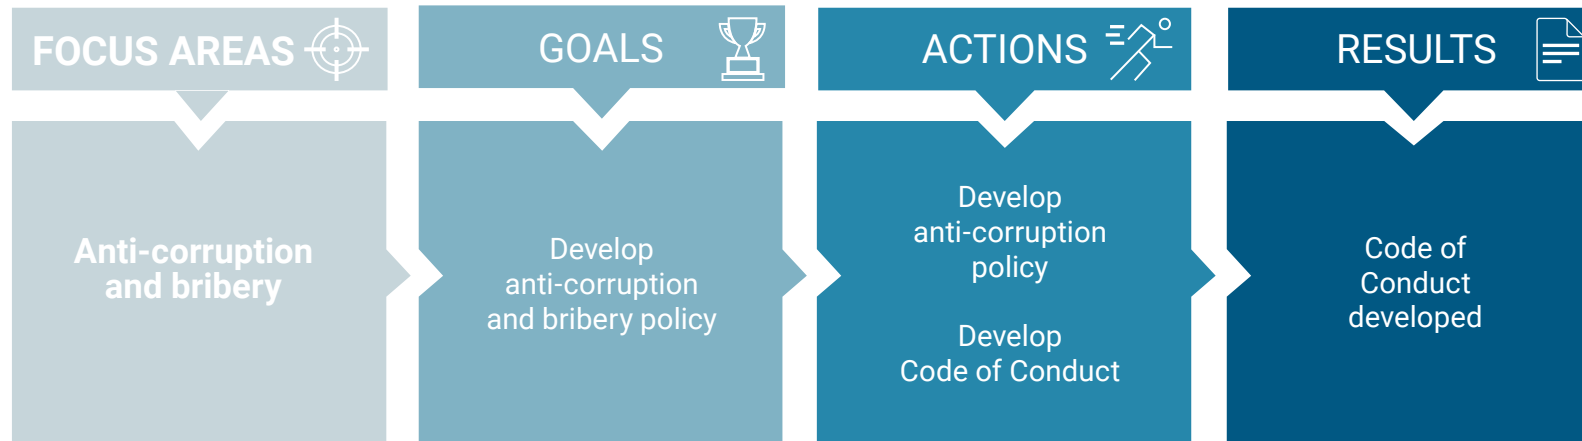 FOCUS AREAS
GOALS
ACTIONS
RESULTS
Anti-corruption
and bribery
Develop
anti-corruption
and bribery policy
Develop
anti-corruption
policy
Develop
Code of Conduct
Code of
Conduct
developed